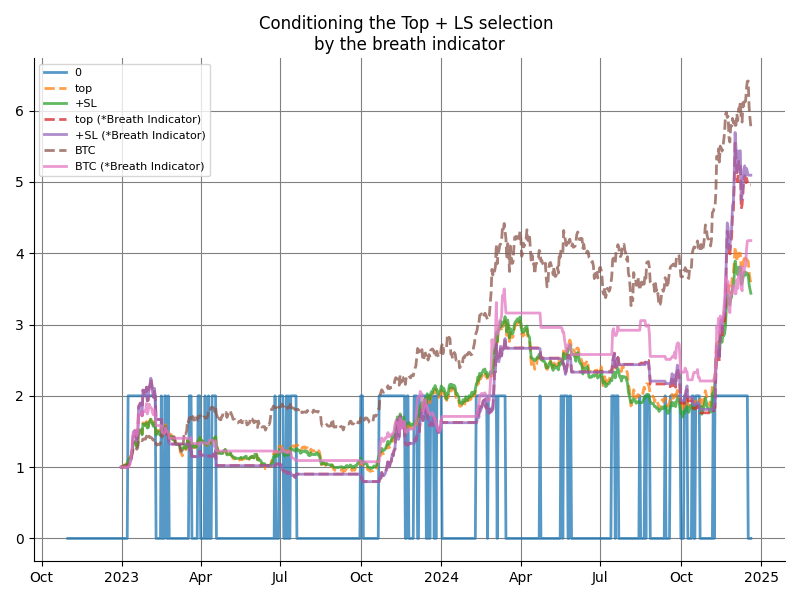 Conditioning the Top + LS selection
by the breath indicator
0
top
+SL
top (*Breath Indicator)
+SL (*Breath Indicator)
BTC
BTC (*Breath Indicator)
6
5
4
3
2
1
0
Oct 2023 Apr Jul Oct 2024 Apr Jul Oct 2025